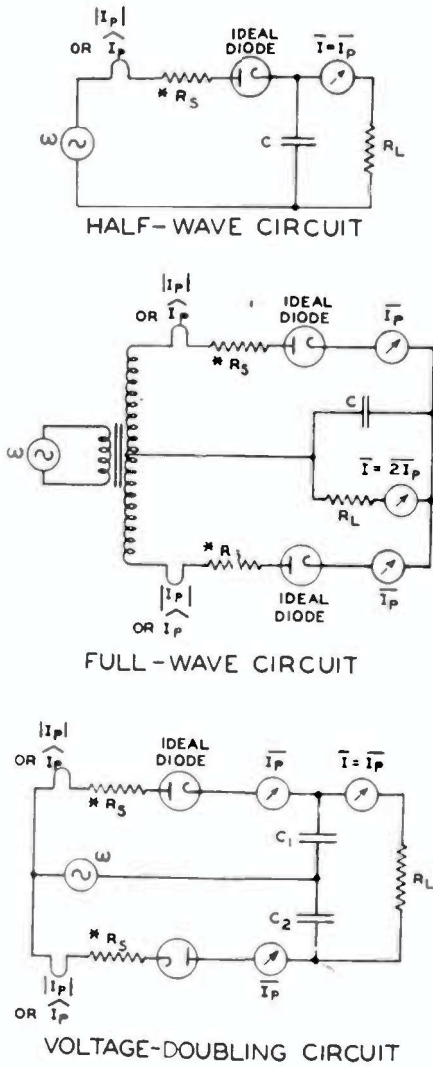 |Ip|
OR Îp
IDEAL
DIODE
Ī = Īp
* RS
ω
C
RL
HALF-WAVE CIRCUIT
|Ip|
OR Îp
IDEAL
DIODE
Īp
* RS
C
ω
Ī = 2Īp
RL
* R
|Ip|
OR Îp
IDEAL
DIODE
Īp
FULL-WAVE CIRCUIT
|Ip|
OR Îp
IDEAL
DIODE
Īp
Ī = Īp
* RS
C1
ω
RL
C2
* RS
|Ip|
OR Îp
Īp
VOLTAGE-DOUBLING CIRCUIT